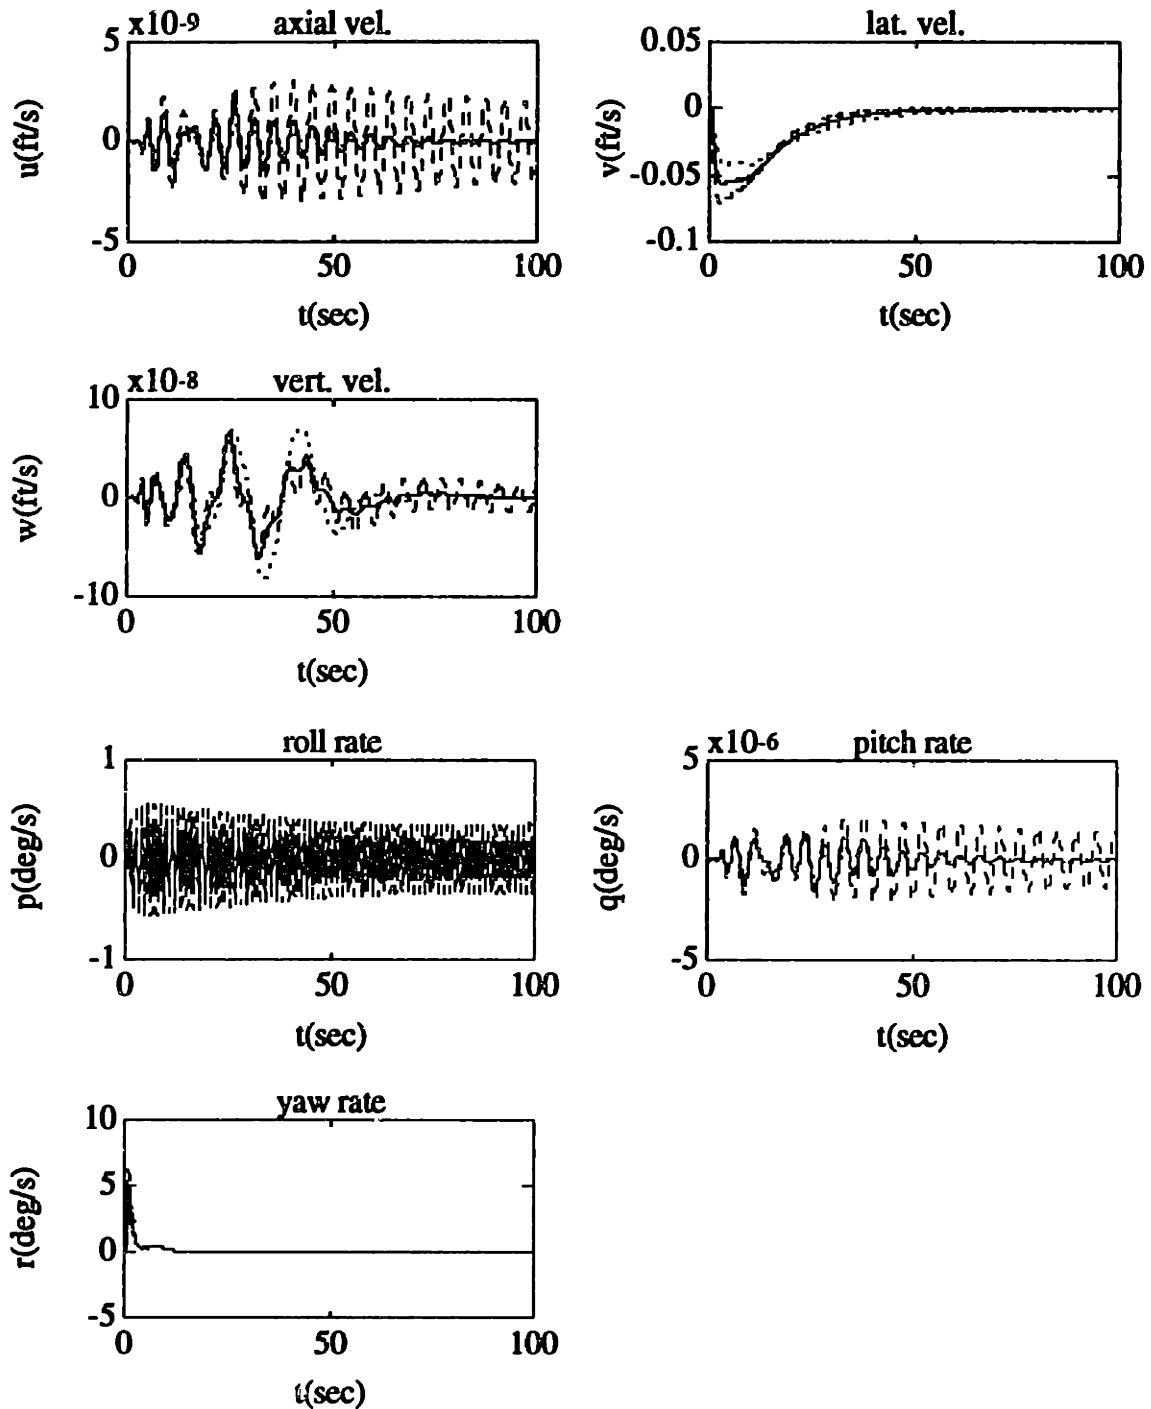 x10-9 axial vel.
5
0
-5
u(ft/s)
0 50 100
t(sec)
lat. vel.
0.05
0
-0.05
-0.1
v(ft/s)
0 50 100
t(sec)
x10-8 vert. vel.
10
0
-10
w(ft/s)
0 50 100
t(sec)
roll rate
1
0
-1
p(deg/s)
0 50 100
t(sec)
x10-6 pitch rate
5
0
-5
q(deg/s)
0 50 100
t(sec)
yaw rate
10
5
0
-5
r(deg/s)
0 50 100
t(sec)